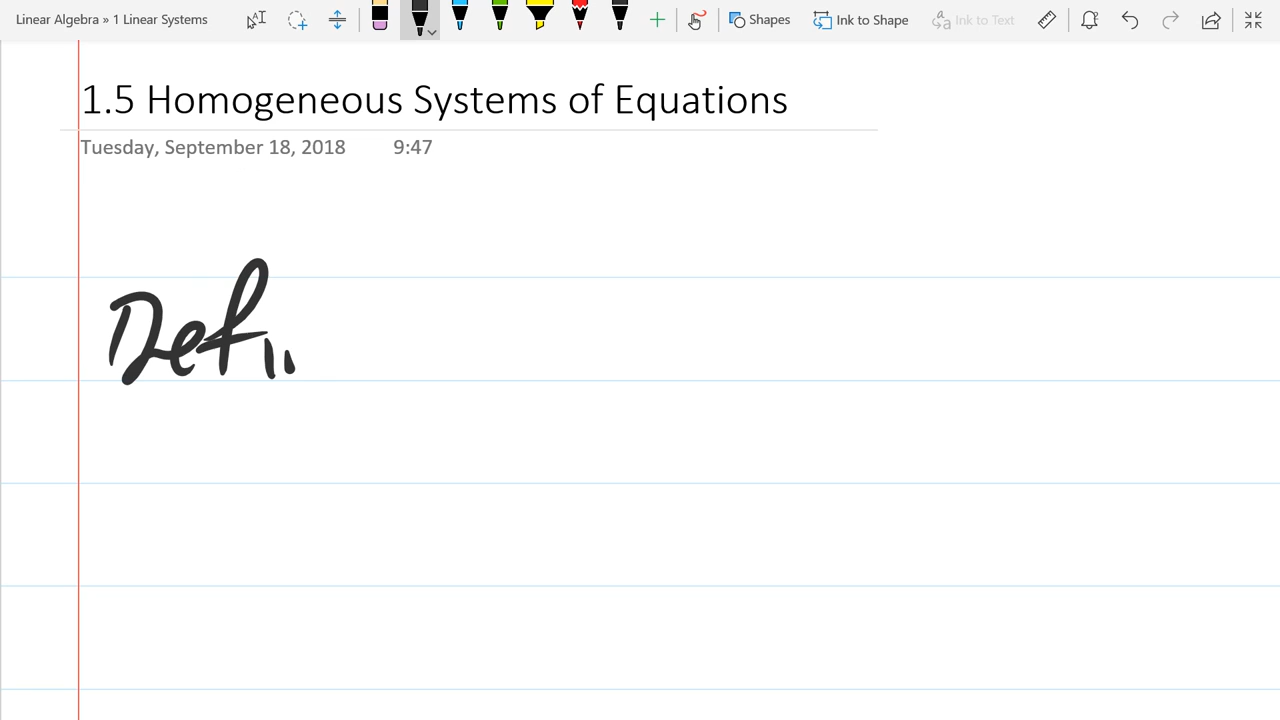 Linear Algebra » 1 Linear Systems Shapes Ink to Shape Ink to Text
1.5 Homogeneous Systems of Equations
Tuesday, September 18, 2018 9:47
Defi